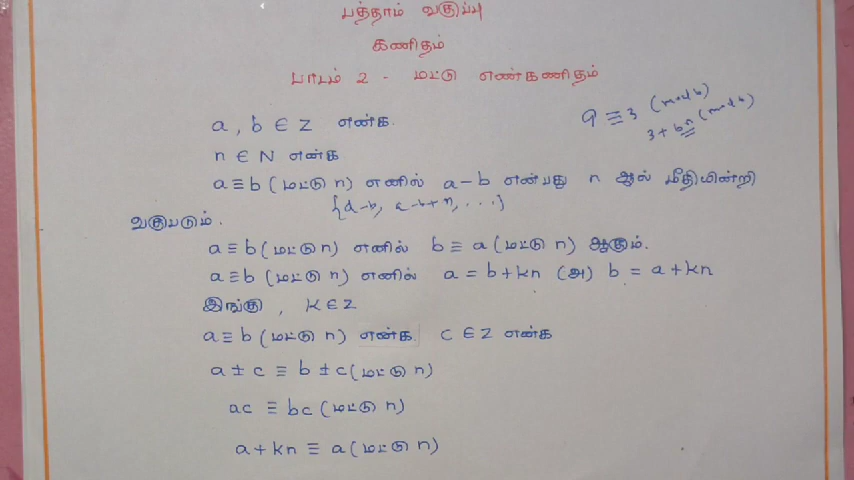 பத்தாம் வகுப்பு
கணிதம்
பாடம் 2 - மட்டு எண்கணிதம்
9 ≡ 3 (mod 6)
3 + 6n (mod 6)
a, b ∈ Z என்க.
n ∈ N என்க
a ≡ b (மட்டு n) எனில் a - b என்பது n ஆல் மீதியின்றி
{a-b, a-b+n, ...}
வகுபடும்.
a ≡ b (மட்டு n) எனில் b ≡ a (மட்டு n) ஆகும்.
a ≡ b (மட்டு n) எனில் a = b + kn (அ) b = a + kn
இங்கு, K ∈ Z
a ≡ b (மட்டு n) என்க. c ∈ Z என்க
a ± c ≡ b ± c (மட்டு n)
ac ≡ bc (மட்டு n)
a + kn ≡ a (மட்டு n)